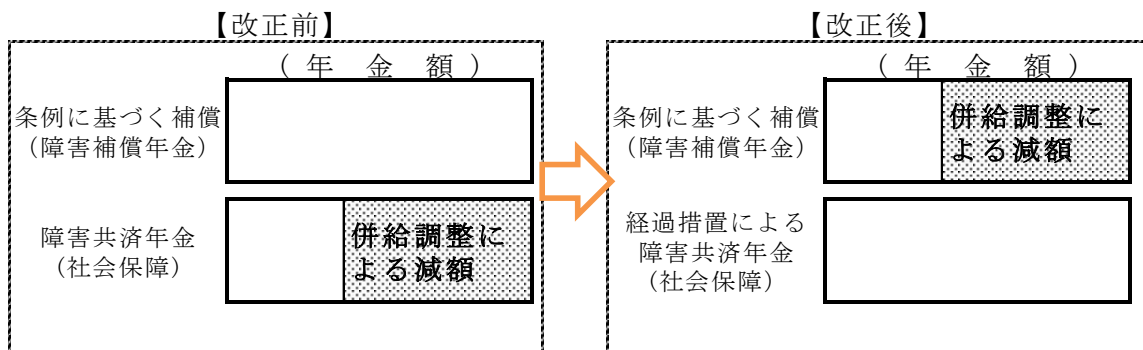 【改正前】
（年　金　額）
条例に基づく補償
（障害補償年金）
障害共済年金
（社会保障）
併給調整に
よる減額
【改正後】
（年　金　額）
条例に基づく補償
（障害補償年金）
併給調整に
よる減額
経過措置による
障害共済年金
（社会保障）